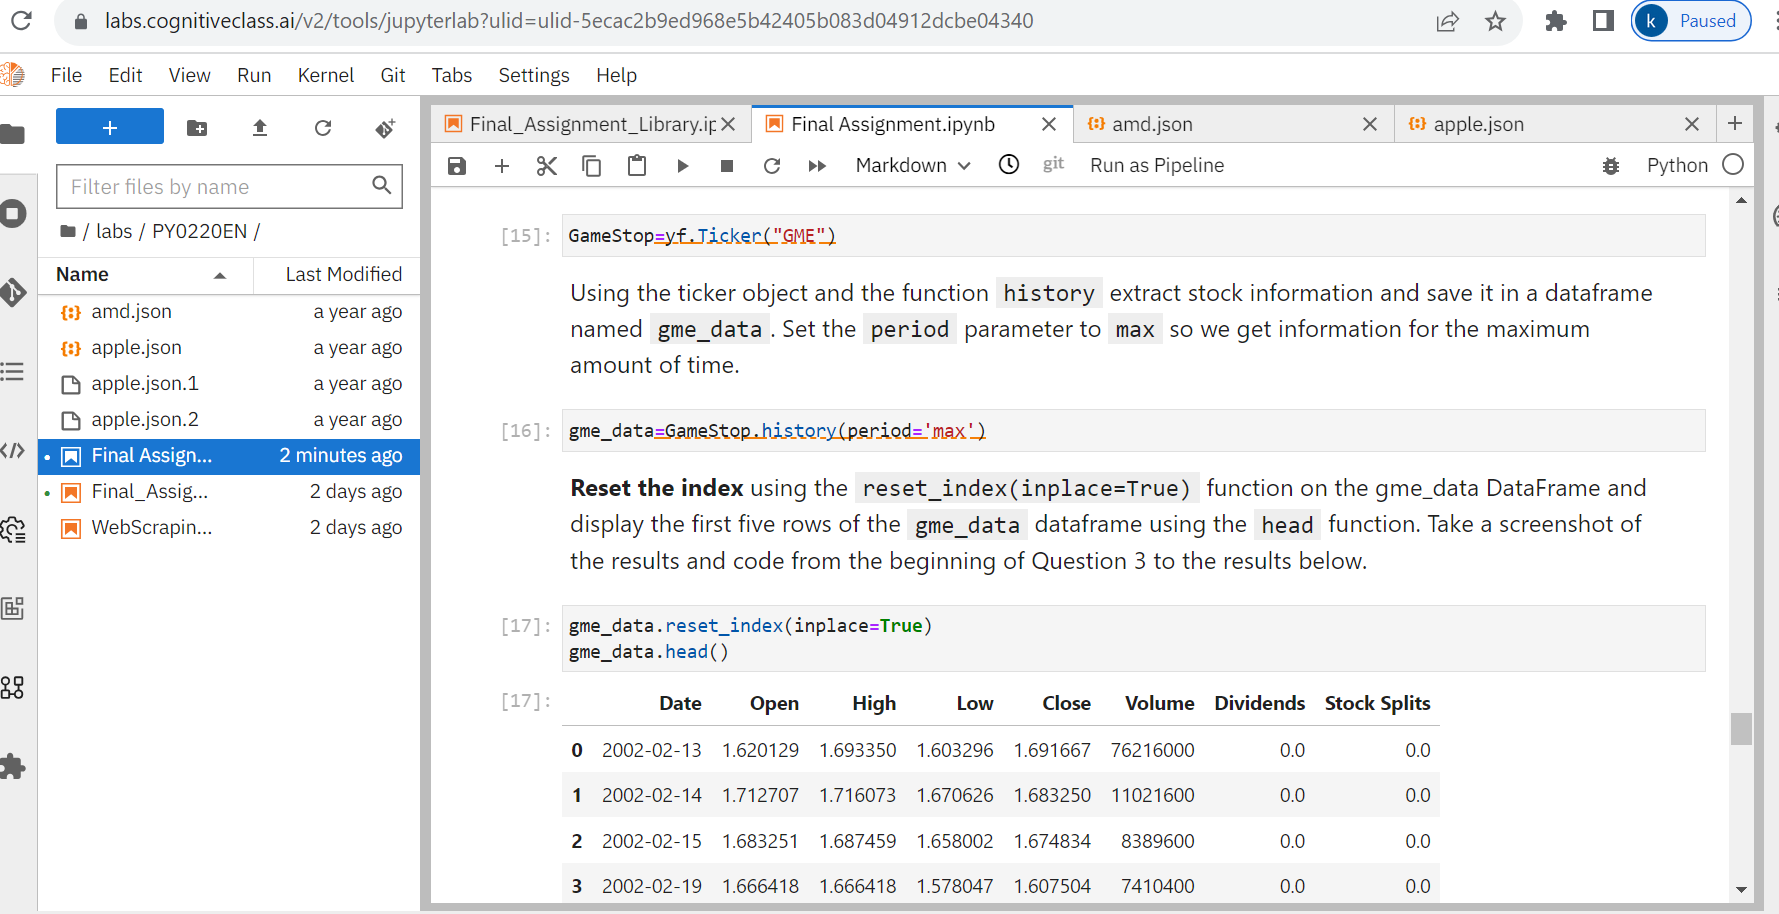 labs.cognitiveclass.ai/v2/tools/jupyterlab?ulid=ulid-5ecac2b9ed968e5b42405b083d04912dcbe04340
k Paused
File Edit View Run Kernel Git Tabs Settings Help
+
Filter files by name
/ labs / PY0220EN /
Name Last Modified
amd.json a year ago
apple.json a year ago
apple.json.1 a year ago
apple.json.2 a year ago
Final Assign... 2 minutes ago
Final_Assig... 2 days ago
WebScrapin... 2 days ago
Final_Assignment_Library.ip Final Assignment.ipynb amd.json apple.json
Markdown git Run as Pipeline Python
[15]: GameStop=yf.Ticker("GME")
Using the ticker object and the function history extract stock information and save it in a dataframe
named gme_data . Set the period parameter to max so we get information for the maximum
amount of time.
[16]: gme_data=GameStop.history(period='max')
Reset the index using the reset_index(inplace=True) function on the gme_data DataFrame and
display the first five rows of the gme_data dataframe using the head function. Take a screenshot of
the results and code from the beginning of Question 3 to the results below.
[17]: gme_data.reset_index(inplace=True)
gme_data.head()
[17]: Date Open High Low Close Volume Dividends Stock Splits
0 2002-02-13 1.620129 1.693350 1.603296 1.691667 76216000 0.0 0.0
1 2002-02-14 1.712707 1.716073 1.670626 1.683250 11021600 0.0 0.0
2 2002-02-15 1.683251 1.687459 1.658002 1.674834 8389600 0.0 0.0
3 2002-02-19 1.666418 1.666418 1.578047 1.607504 7410400 0.0 0.0